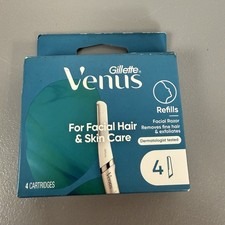 Gillette
Venus
For Facial Hair
& Skin Care
Refills
Facial Razor
Removes fine hair
& exfoliates
Dermatologist tested
4
4 CARTRIDGES